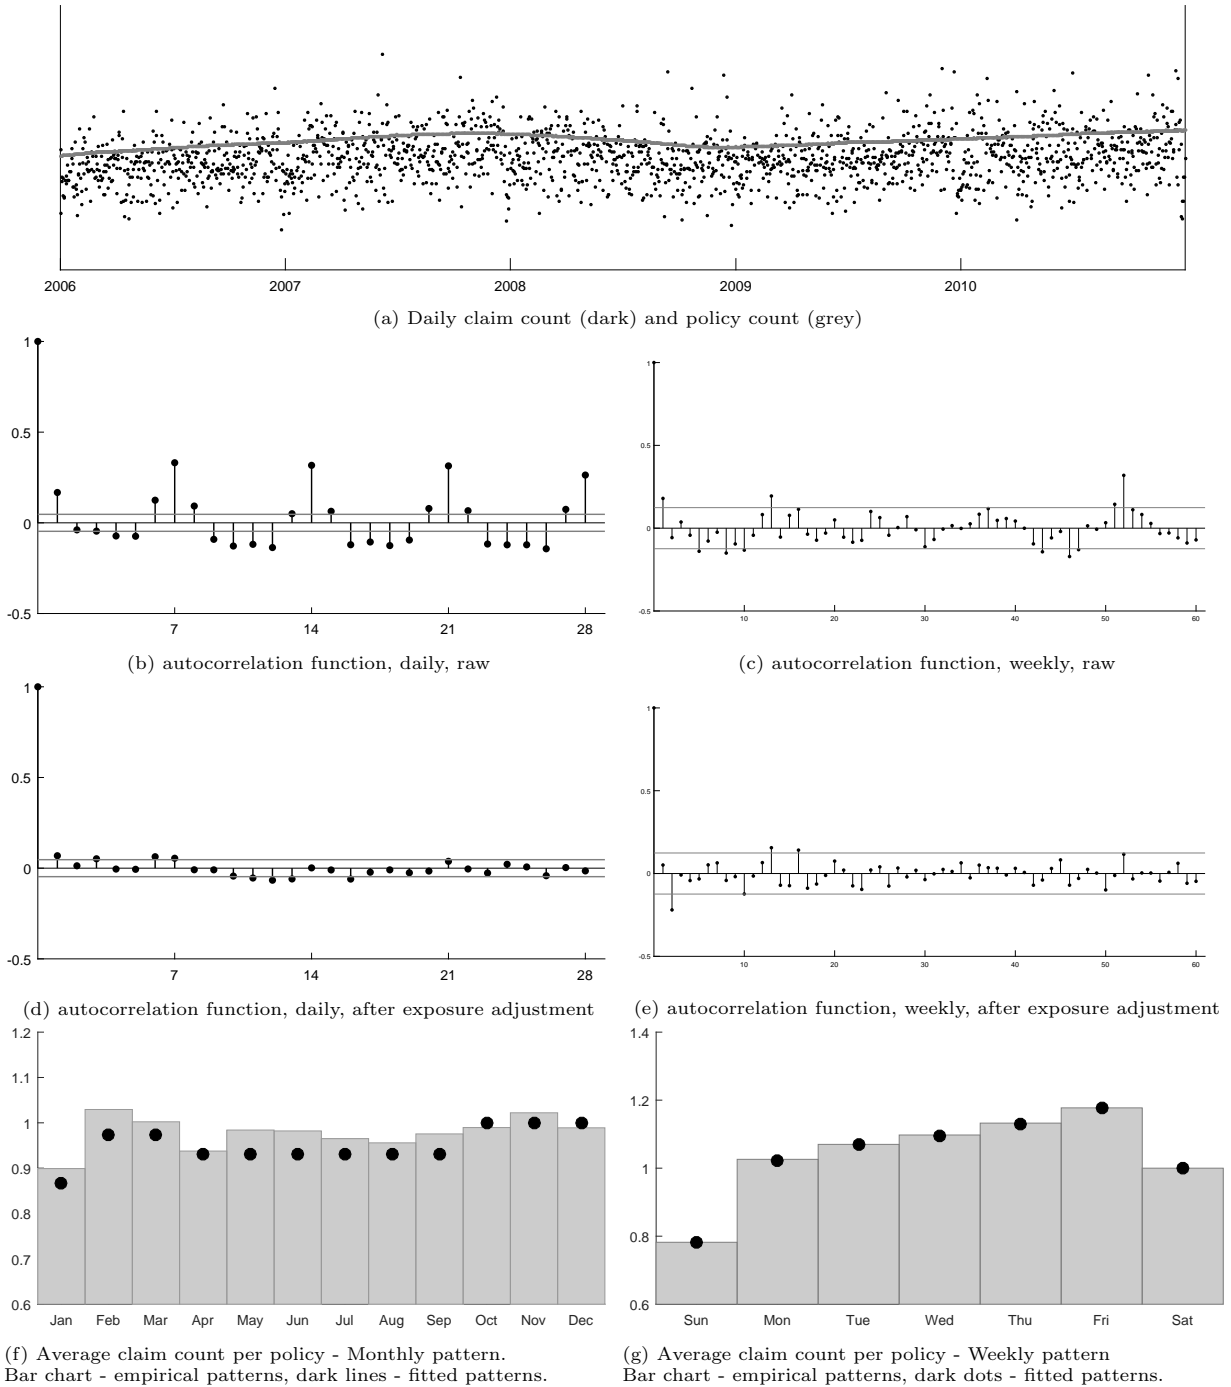 2006 2007 2008 2009 2010
(a) Daily claim count (dark) and policy count (grey)
1
0.5
0
-0.5
7 14 21 28
(b) autocorrelation function, daily, raw
1
0.5
0
-0.5
10 20 30 40 50 60
(c) autocorrelation function, weekly, raw
1
0.5
0
-0.5
7 14 21 28
(d) autocorrelation function, daily, after exposure adjustment
1
0.5
0
-0.5
10 20 30 40 50 60
(e) autocorrelation function, weekly, after exposure adjustment
1.2
1.1
1
0.9
0.8
0.7
0.6
Jan Feb Mar Apr May Jun Jul Aug Sep Oct Nov Dec
(f) Average claim count per policy - Monthly pattern.
Bar chart - empirical patterns, dark lines - fitted patterns.
1.4
1.2
1
0.8
0.6
Sun Mon Tue Wed Thu Fri Sat
(g) Average claim count per policy - Weekly pattern
Bar chart - empirical patterns, dark dots - fitted patterns.